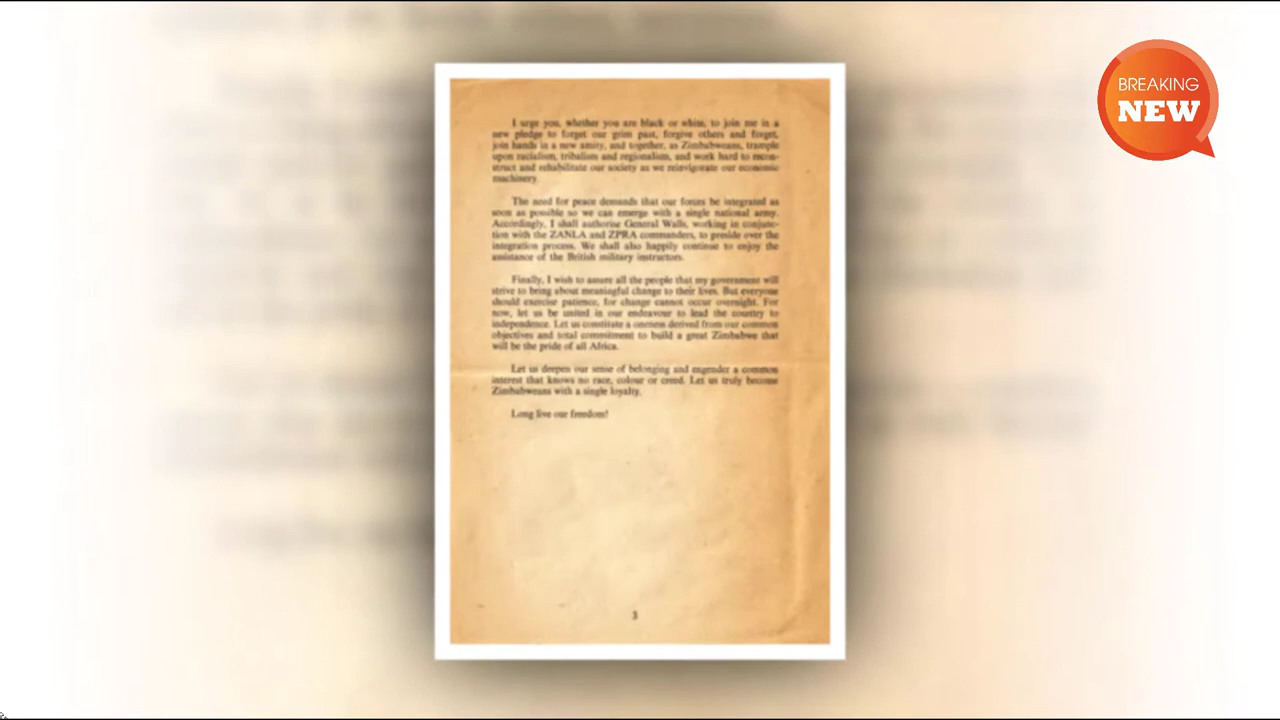 BREAKING
NEW
I urge you, whether you are black or white, to join me in a
new pledge to forget our grim past, forgive others and forget,
join hands in a new amity, and together, as Zimbabweans, trample
upon racialism, tribalism and regionalism, and work hard to recon-
struct and rehabilitate our society as we reinvigorate our economic
machinery.
The need for peace demands that our forces be integrated as
soon as possible so we can emerge with a single national army.
Accordingly, I shall authorise General Walls, working in conjunc-
tion with the ZANLA and ZPRA commanders, to preside over the
integration process. We shall also happily continue to enjoy the
assistance of the British military instructors.
Finally, I wish to assure all the people that my government will
strive to bring about meaningful change to their lives. But everyone
should exercise patience, for change cannot occur overnight. For
now, let us be united in our endeavour to lead the country to
independence. Let us constitute a oneness derived from our common
objectives and total commitment to build a great Zimbabwe that
will be the pride of all Africa.
Let us deepen our sense of belonging and engender a common
interest that knows no race, colour or creed. Let us truly become
Zimbabweans with a single loyalty.
Long live our freedom!
3